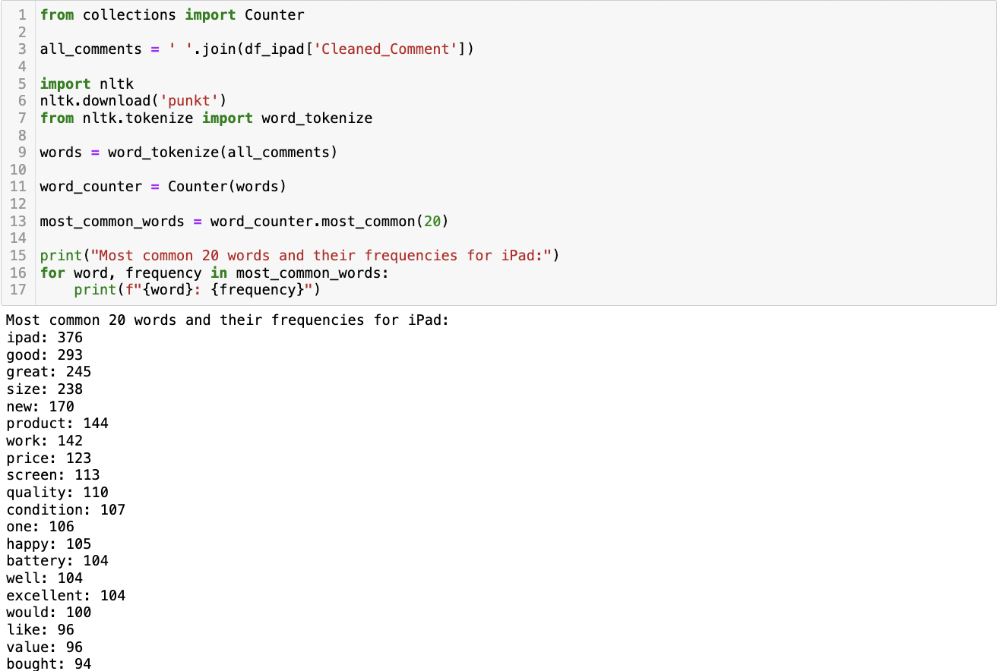 1 from collections import Counter
2
3 all_comments = ' '.join(df_ipad['Cleaned_Comment'])
4
5 import nltk
6 nltk.download('punkt')
7 from nltk.tokenize import word_tokenize
8
9 words = word_tokenize(all_comments)
10
11 word_counter = Counter(words)
12
13 most_common_words = word_counter.most_common(20)
14
15 print("Most common 20 words and their frequencies for iPad:")
16 for word, frequency in most_common_words:
17     print(f"{word}: {frequency}")
Most common 20 words and their frequencies for iPad:
ipad: 376
good: 293
great: 245
size: 238
new: 170
product: 144
work: 142
price: 123
screen: 113
quality: 110
condition: 107
one: 106
happy: 105
battery: 104
well: 104
excellent: 104
would: 100
like: 96
value: 96
bought: 94